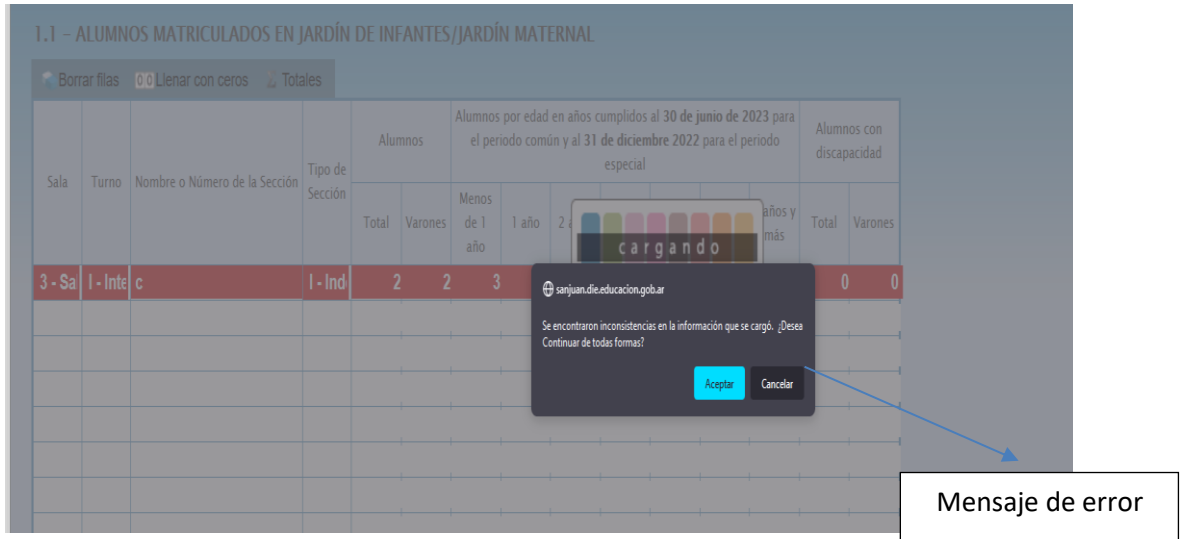 1.1 - ALUMNOS MATRICULADOS EN JARDÍN DE INFANTES/JARDÍN MATERNAL
Borrar filas 00 Llenar con ceros Totales
Sala
Turno
Nombre o Número de la Sección
Tipo de
Sección
Alumnos
Total Varones
Alumnos por edad en años cumplidos al 30 de junio de 2023 para
el periodo común y al 31 de diciembre 2022 para el periodo
especial
Menos
de 1
año
1 año
2
años y
más
Alumnos con
discapacidad
Total Varones
cargando
3 - Sa I - Inte c I - Ind 2 2 3 0 0
sanjuan.die.educacion.gob.ar
Se encontraron inconsistencias en la información que se cargó. ¿Desea
Continuar de todas formas?
Aceptar Cancelar
Mensaje de error